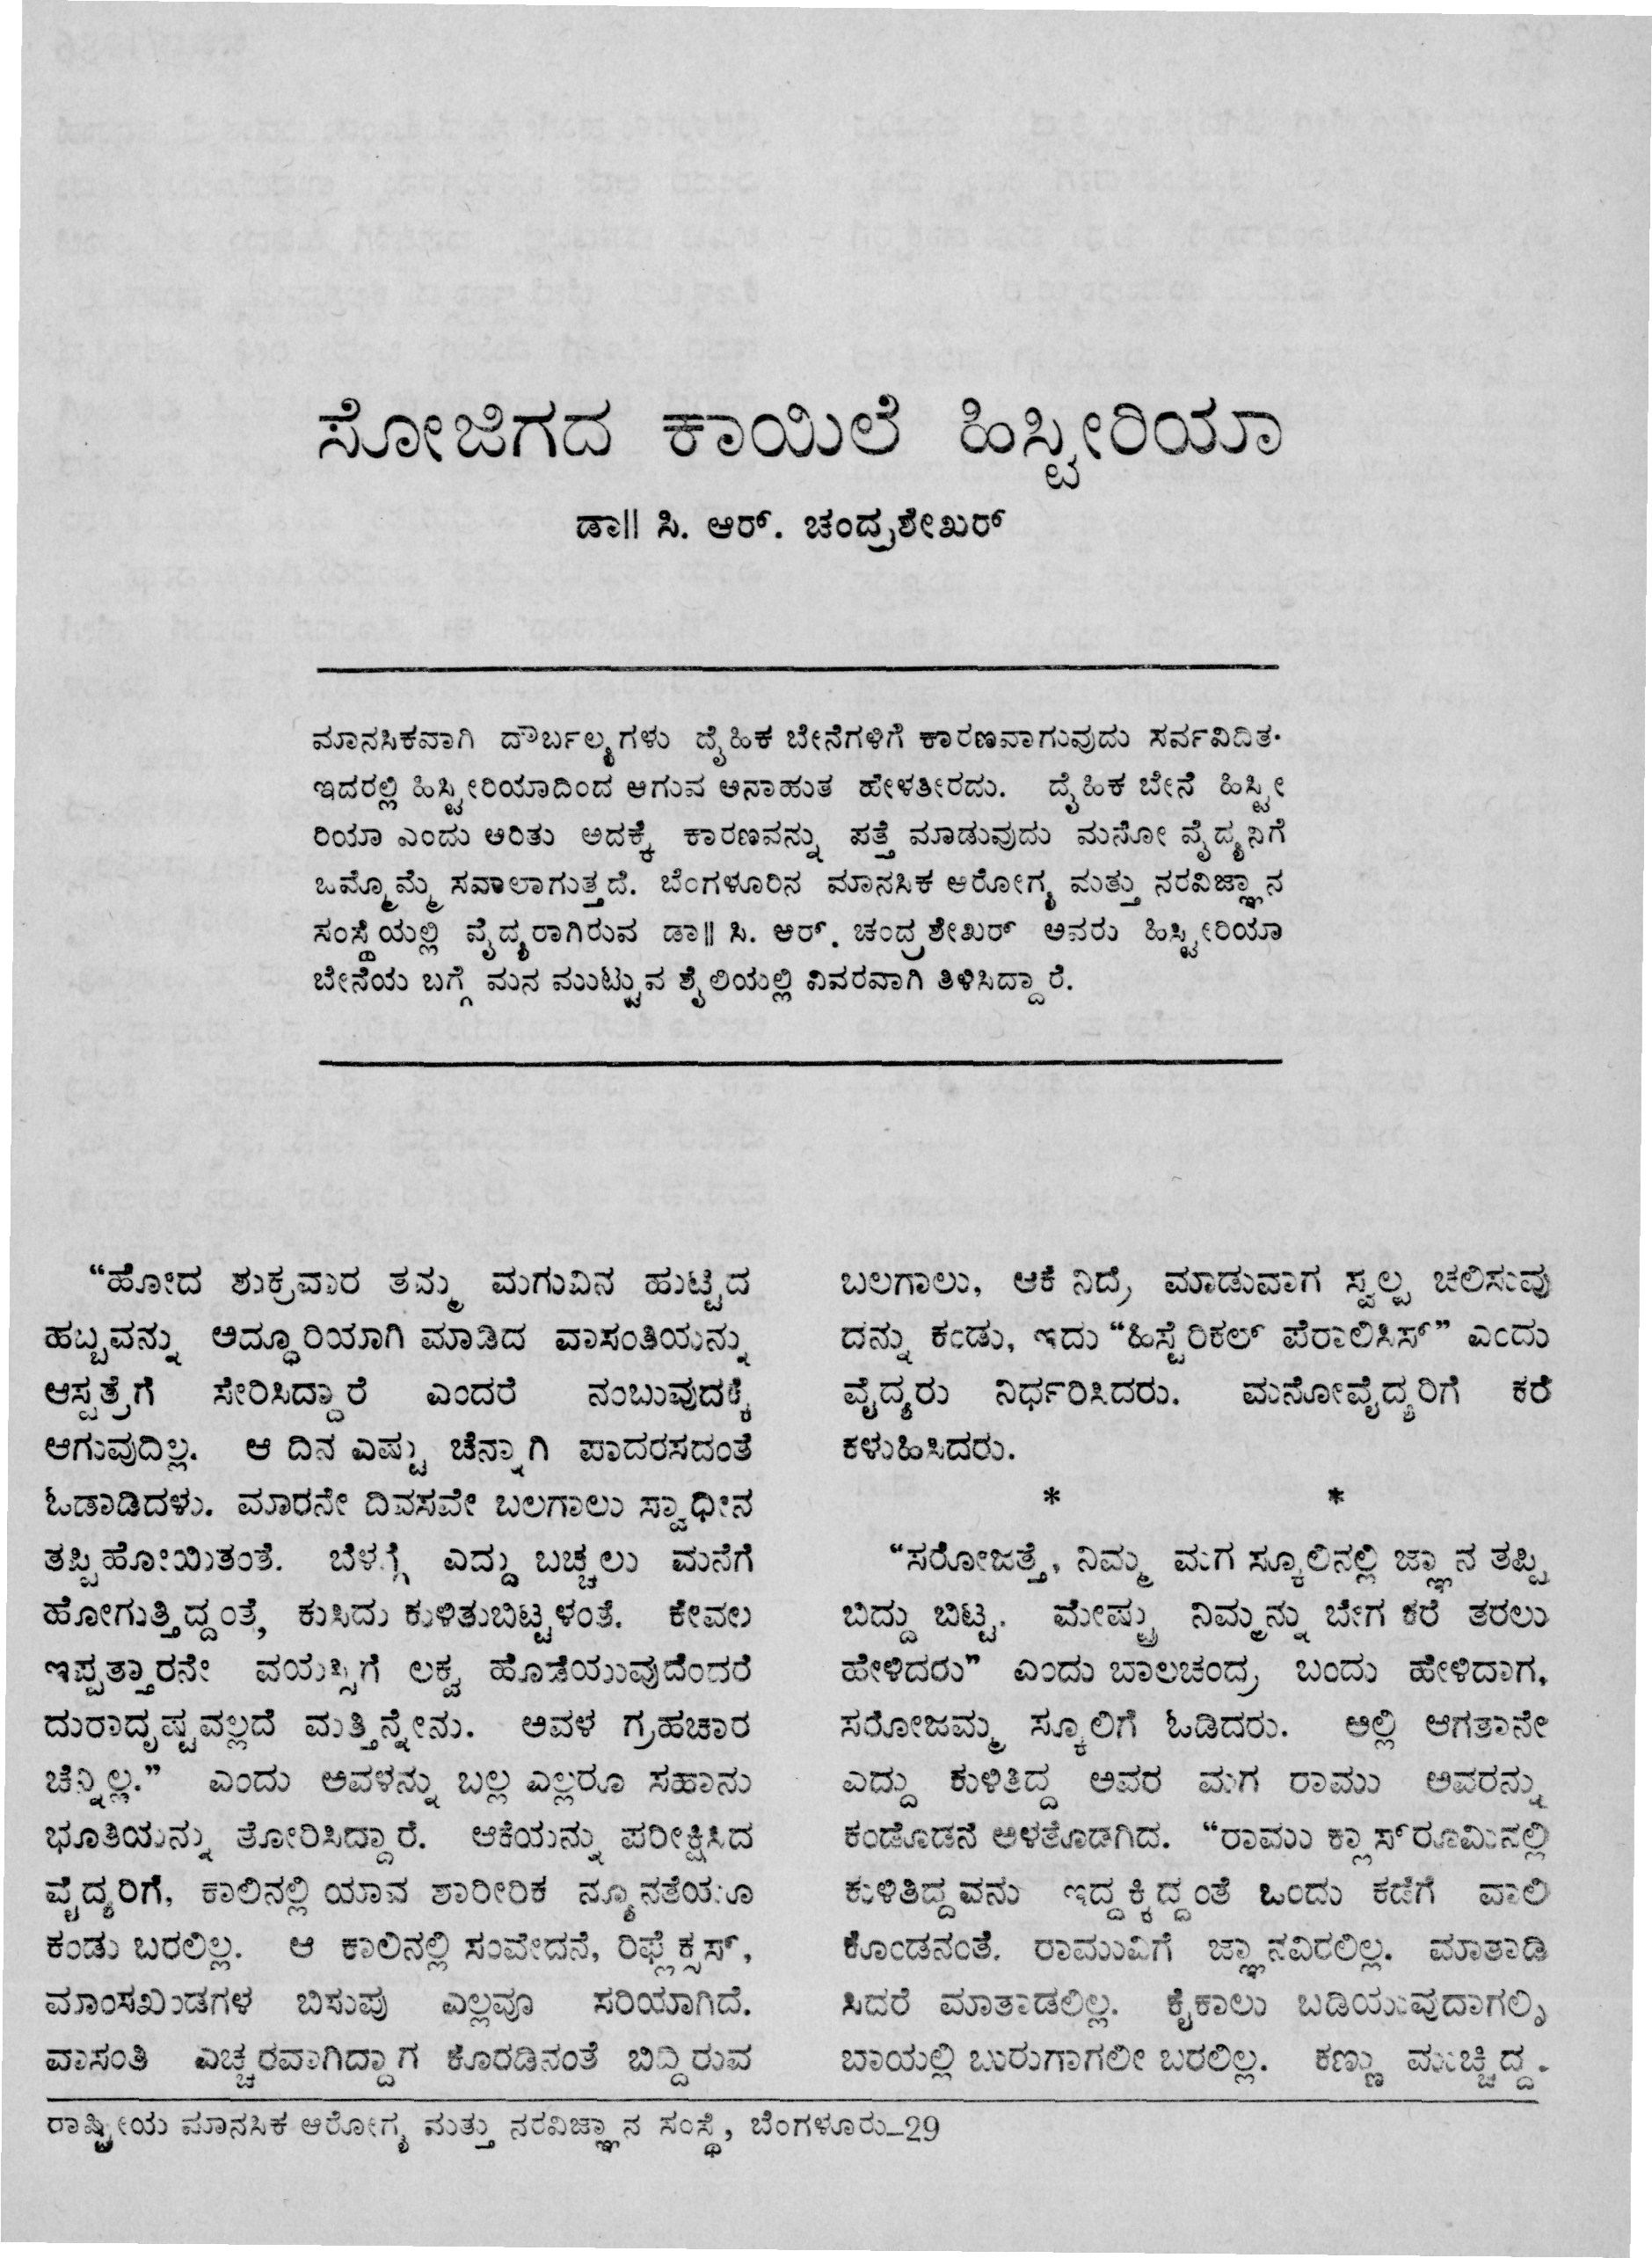 ಸೋಜಿಗದ ಕಾಯಿಲೆ ಹಿಸ್ಟೀರಿಯಾ
ಡಾ|| ಸಿ. ಆರ್. ಚಂದ್ರಶೇಖರ್
ಮಾನಸಿಕವಾಗಿ ದೌರ್ಬಲ್ಯಗಳು ದೈಹಿಕ ಬೇನೆಗಳಿಗೆ ಕಾರಣವಾಗುವುದು ಸರ್ವವಿದಿತ.
ಇದರಲ್ಲಿ ಹಿಸ್ಟೀರಿಯಾದಿಂದ ಆಗುವ ಅನಾಹುತ ಹೇಳತೀರದು. ದೈಹಿಕ ಬೇನೆ ಹಿಸ್ಟೀ
ರಿಯಾ ಎಂದು ಅರಿತು ಅದಕ್ಕೆ ಕಾರಣವನ್ನು ಪತ್ತೆ ಮಾಡುವುದು ಮನೋ ವೈದ್ಯನಿಗೆ
ಒಮ್ಮೊಮ್ಮೆ ಸವಾಲಾಗುತ್ತದೆ. ಬೆಂಗಳೂರಿನ ಮಾನಸಿಕ ಆರೋಗ್ಯ ಮತ್ತು ನರವಿಜ್ಞಾನ
ಸಂಸ್ಥೆಯಲ್ಲಿ ವೈದ್ಯರಾಗಿರುವ ಡಾ|| ಸಿ. ಆರ್. ಚಂದ್ರಶೇಖರ್ ಅವರು ಹಿಸ್ಟೀರಿಯಾ
ಬೇನೆಯ ಬಗ್ಗೆ ಮನ ಮುಟ್ಟುವ ಶೈಲಿಯಲ್ಲಿ ವಿವರವಾಗಿ ತಿಳಿಸಿದ್ದಾರೆ.
“ಹೋದ ಶುಕ್ರವಾರ ತಮ್ಮ ಮಗುವಿನ ಹುಟ್ಟಿದ
ಹಬ್ಬವನ್ನು ಅದ್ಧೂರಿಯಾಗಿ ಮಾಡಿದ ವಾಸಂತಿಯನ್ನು
ಆಸ್ಪತ್ರೆಗೆ ಸೇರಿಸಿದ್ದಾರೆ ಎಂದರೆ ನಂಬುವುದಕ್ಕೆ
ಆಗುವುದಿಲ್ಲ. ಆ ದಿನ ಎಷ್ಟು ಚೆನ್ನಾಗಿ ಪಾದರಸದಂತೆ
ಓಡಾಡಿದಳು. ಮಾರನೇ ದಿವಸವೇ ಬಲಗಾಲು ಸ್ವಾಧೀನ
ತಪ್ಪಿಹೋಯಿತಂತೆ. ಬೆಳಗ್ಗೆ ಎದ್ದು ಬಚ್ಚಲು ಮನೆಗೆ
ಹೋಗುತ್ತಿದ್ದಂತೆ, ಕುಸಿದು ಕುಳಿತುಬಿಟ್ಟಳಂತೆ. ಕೇವಲ
ಇಪ್ಪತ್ತಾರನೇ ವಯಸ್ಸಿಗೆ ಲಕ್ವ ಹೊಡೆಯುವುದೆಂದರೆ
ದುರಾದೃಷ್ಟವಲ್ಲದೆ ಮತ್ತಿನ್ನೇನು. ಅವಳ ಗ್ರಹಚಾರ
ಚೆನ್ನಿಲ್ಲ.” ಎಂದು ಅವಳನ್ನು ಬಲ್ಲ ಎಲ್ಲರೂ ಸಹಾನು
ಭೂತಿಯನ್ನು ತೋರಿಸಿದ್ದಾರೆ. ಆಕೆಯನ್ನು ಪರೀಕ್ಷಿಸಿದ
ವೈದ್ಯರಿಗೆ, ಕಾಲಿನಲ್ಲಿ ಯಾವ ಶಾರೀರಿಕ ನ್ಯೂನತೆಯೂ
ಕಂಡು ಬರಲಿಲ್ಲ. ಆ ಕಾಲಿನಲ್ಲಿ ಸಂವೇದನೆ, ರಿಫ್ಲೆಕ್ಸಸ್,
ಮಾಂಸಖಂಡಗಳ ಬಿಸುಪು ಎಲ್ಲವೂ ಸರಿಯಾಗಿದೆ.
ವಾಸಂತಿ ಎಚ್ಚರವಾಗಿದ್ದಾಗ ಕೊರಡಿನಂತೆ ಬಿದ್ದಿರುವ
ಬಲಗಾಲು, ಆಕೆ ನಿದ್ರೆ ಮಾಡುವಾಗ ಸ್ವಲ್ಪ ಚಲಿಸುವು
ದನ್ನು ಕಂಡು, ಇದು “ಹಿಸ್ಟೆರಿಕಲ್ ಪೆರಾಲಿಸಿಸ್” ಎಂದು
ವೈದ್ಯರು ನಿರ್ಧರಿಸಿದರು. ಮನೋವೈದ್ಯರಿಗೆ ಕರೆ
ಕಳುಹಿಸಿದರು.
* *
“ಸರೋಜತ್ತೆ, ನಿಮ್ಮ ಮಗ ಸ್ಕೂಲಿನಲ್ಲಿ ಜ್ಞಾನ ತಪ್ಪಿ
ಬಿದ್ದು ಬಿಟ್ಟ. ಮೇಷ್ಟ್ರು ನಿಮ್ಮನ್ನು ಬೇಗ ಕರೆ ತರಲು
ಹೇಳಿದರು” ಎಂದು ಬಾಲಚಂದ್ರ ಬಂದು ಹೇಳಿದಾಗ,
ಸರೋಜಮ್ಮ ಸ್ಕೂಲಿಗೆ ಓಡಿದರು. ಅಲ್ಲಿ ಆಗತಾನೇ
ಎದ್ದು ಕುಳಿತಿದ್ದ ಅವರ ಮಗ ರಾಮು ಅವರನ್ನು
ಕಂಡೊಡನೆ ಅಳತೊಡಗಿದ. “ರಾಮು ಕ್ಲಾಸ್‌ರೂಮಿನಲ್ಲಿ
ಕುಳಿತಿದ್ದವನು ಇದ್ದಕ್ಕಿದ್ದಂತೆ ಒಂದು ಕಡೆಗೆ ವಾಲಿ
ಕೊಂಡನಂತೆ. ರಾಮುವಿಗೆ ಜ್ಞಾನವಿರಲಿಲ್ಲ. ಮಾತಾಡಿ
ಸಿದರೆ ಮಾತಾಡಲಿಲ್ಲ. ಕೈಕಾಲು ಬಡಿಯುವುದಾಗಲೀ,
ಬಾಯಲ್ಲಿ ಬುರುಗಾಗಲೀ ಬರಲಿಲ್ಲ. ಕಣ್ಣು ಮುಚ್ಚಿದ್ದ.
ರಾಷ್ಟ್ರೀಯ ಮಾನಸಿಕ ಆರೋಗ್ಯ ಮತ್ತು ನರವಿಜ್ಞಾನ ಸಂಸ್ಥೆ, ಬೆಂಗಳೂರು–29